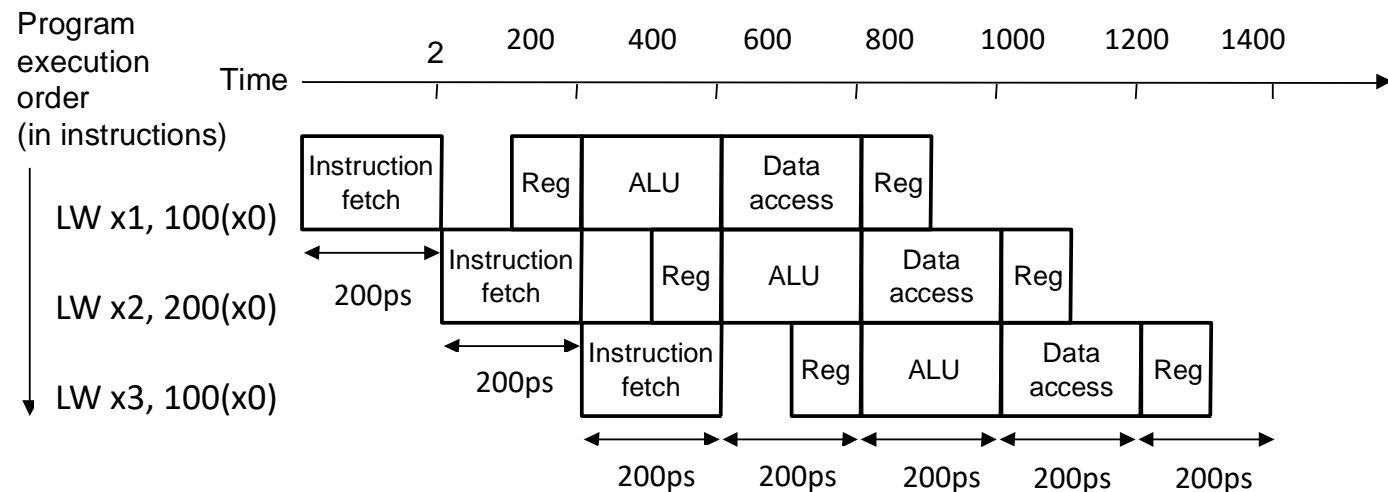 Program
execution
order
(in instructions)
Time
2 200 400 600 800 1000 1200 1400
Instruction
fetch
Reg
ALU
Data
access
Reg
LW x1, 100(x0)
200ps
Instruction
fetch
Reg
ALU
Data
access
Reg
LW x2, 200(x0)
200ps
Instruction
fetch
Reg
ALU
Data
access
Reg
LW x3, 100(x0)
200ps 200ps 200ps 200ps 200ps